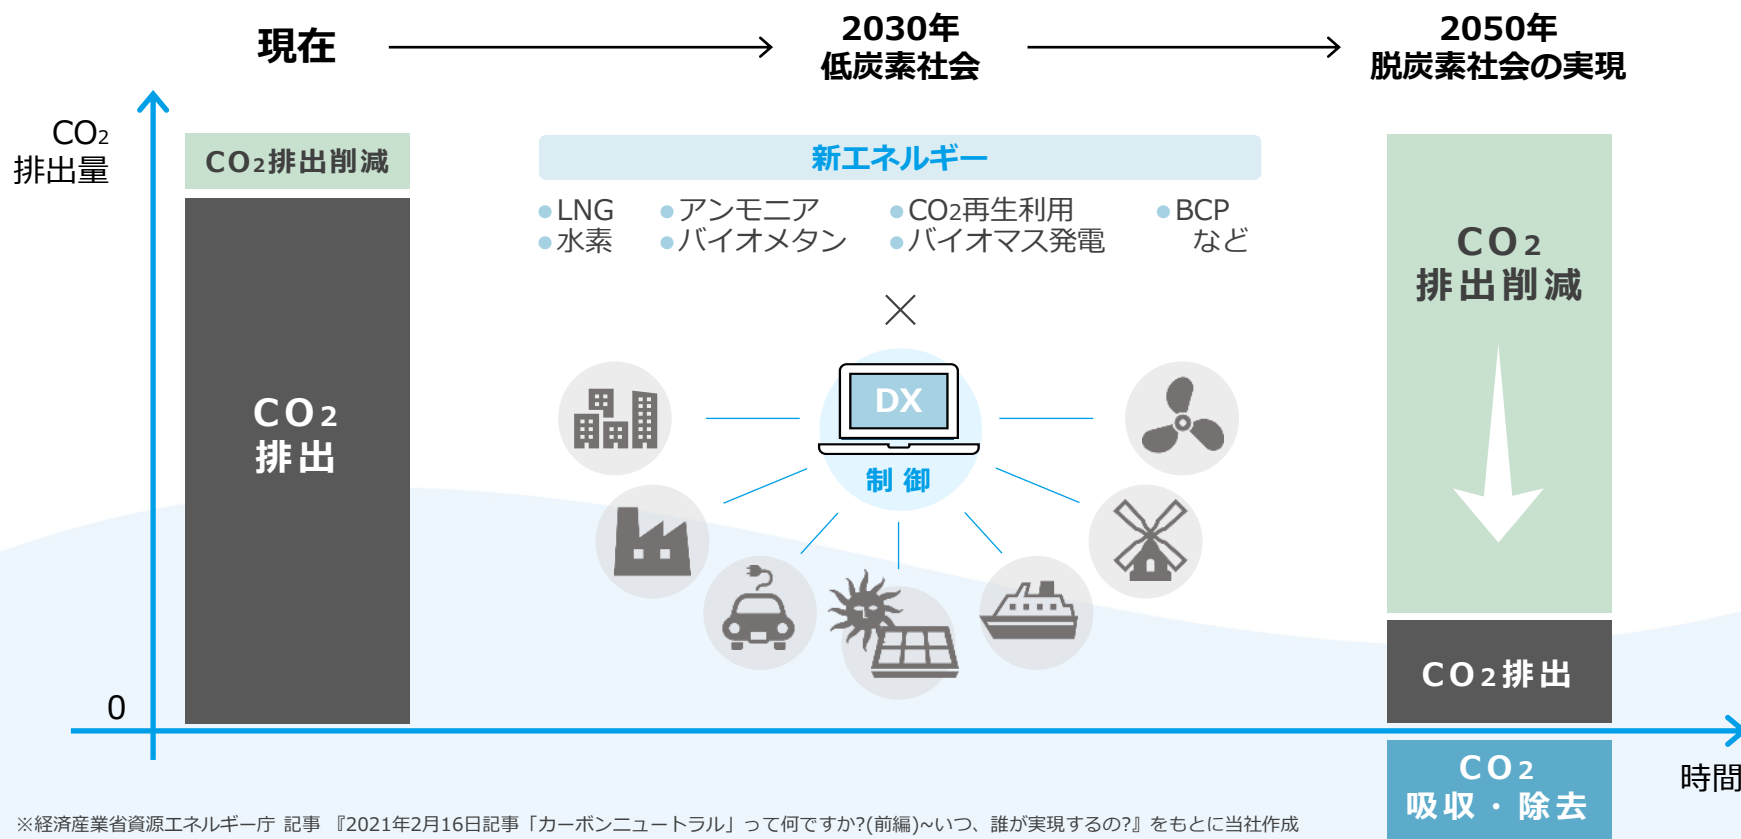 現在
2030年
低炭素社会
2050年
脱炭素社会の実現
CO2
排出量
CO2排出削減
CO2
排出
0
新エネルギー
LNG
アンモニア
CO2再生利用
BCP
水素
バイオメタン
バイオマス発電
など
×
DX
制御
CO2
排出削減
CO2排出
CO2
吸収・除去
時間
※経済産業省資源エネルギー庁 記事 『2021年2月16日記事「カーボンニュートラル」って何ですか?(前編)~いつ、誰が実現するの?』をもとに当社作成